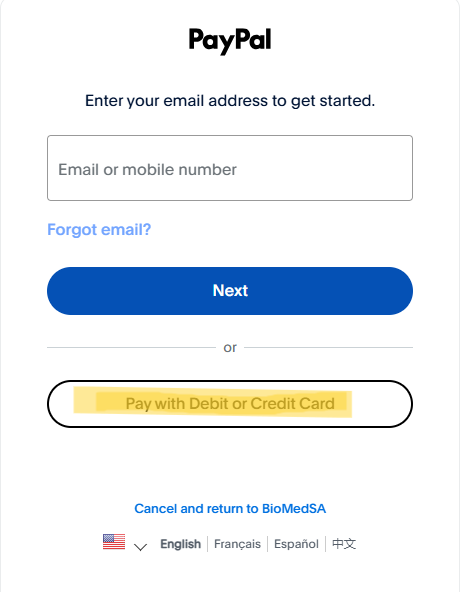 PayPal
Enter your email address to get started.
Email or mobile number
Forgot email?
Next
or
Pay with Debit or Credit Card
Cancel and return to BioMedSA
English Français Español 中文